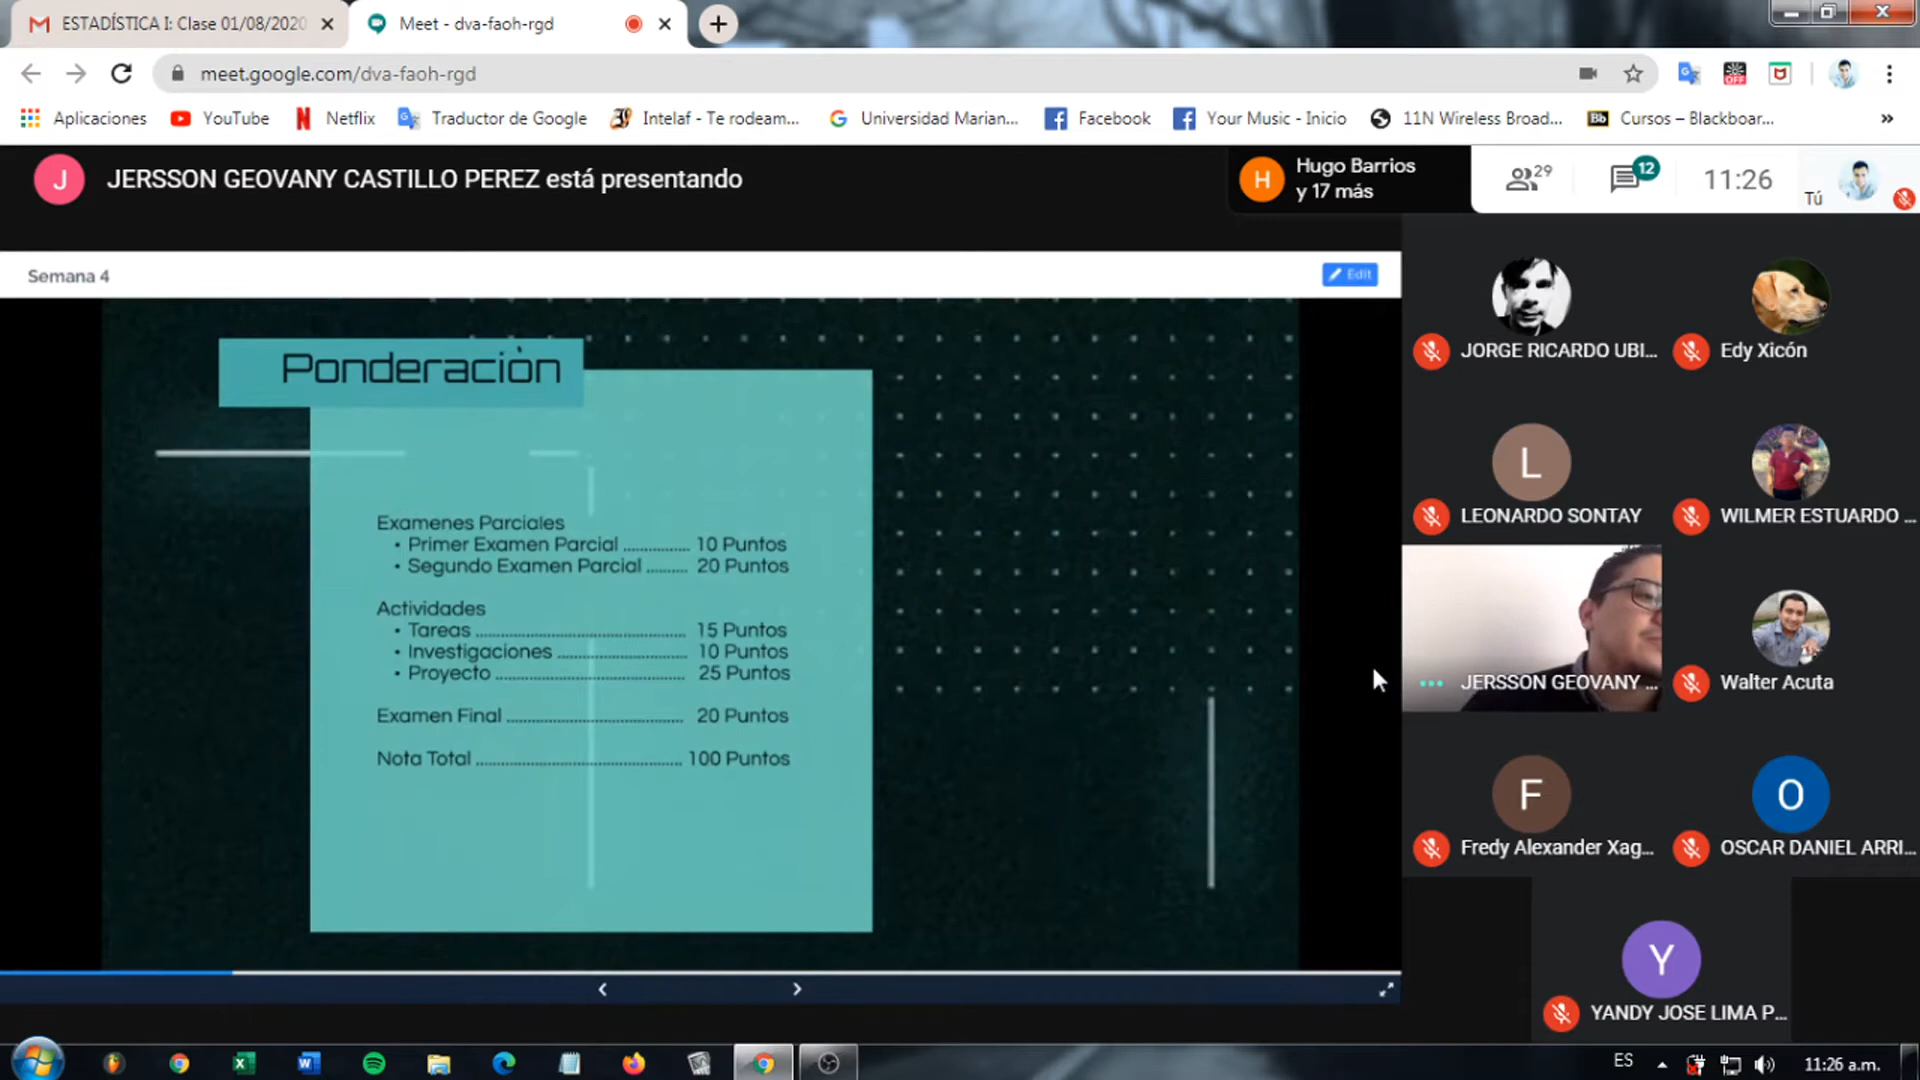 ESTADÍSTICA I: Clase 01/08/2020
Meet - dva-faoh-rgd
meet.google.com/dva-faoh-rgd
Aplicaciones
YouTube
Netflix
Traductor de Google
Intelaf - Te rodeam...
Universidad Marian...
Facebook
Your Music - Inicio
11N Wireless Broad...
Bb
Cursos – Blackboar...
»
OFF
J
JERSSON GEOVANY CASTILLO PEREZ está presentando
H
Hugo Barrios
y 17 más
29
12
11:26
Tú
Semana 4
Edit
Ponderaciòn
Examenes Parciales
• Primer Examen Parcial ............... 10 Puntos
• Segundo Examen Parcial ......... 20 Puntos
Actividades
• Tareas ..................................................... 15 Puntos
• Investigaciones ................................. 10 Puntos
• Proyecto ................................................ 25 Puntos
Examen Final ............................................. 20 Puntos
Nota Total .................................................... 100 Puntos
JORGE RICARDO UBI...
Edy Xicón
L
LEONARDO SONTAY
WILMER ESTUARDO ...
JERSSON GEOVANY ...
Walter Acuta
F
Fredy Alexander Xag...
O
OSCAR DANIEL ARRI...
Y
YANDY JOSE LIMA P...
ES
11:26 a.m.